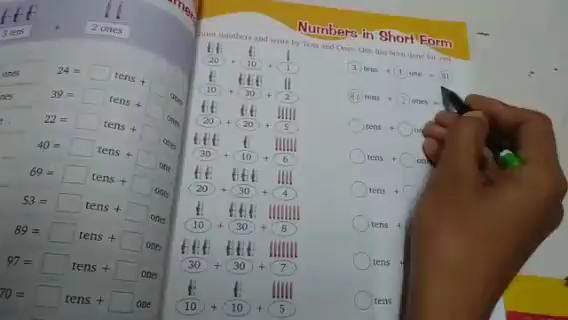 3 tens + 2 ones
24 = tens + ones
39 = tens + ones
22 = tens + ones
40 = tens + ones
69 = tens + ones
53 = tens + ones
89 = tens + ones
97 = tens + ones
70 = tens + one
Numbers in Short Form
numbers and write by Tens and Ones. One has been done for you
20 + 10 + 1 3 tens + 1 one = 31
10 + 30 + 2 tens + 2 ones =
20 + 20 + 5 tens + on
30 + 10 + 6 tens +
20 + 30 + 4 tens +
10 + 30 + 8 tens +
30 + 30 + 7 tens +
10 + 10 + 5 tens